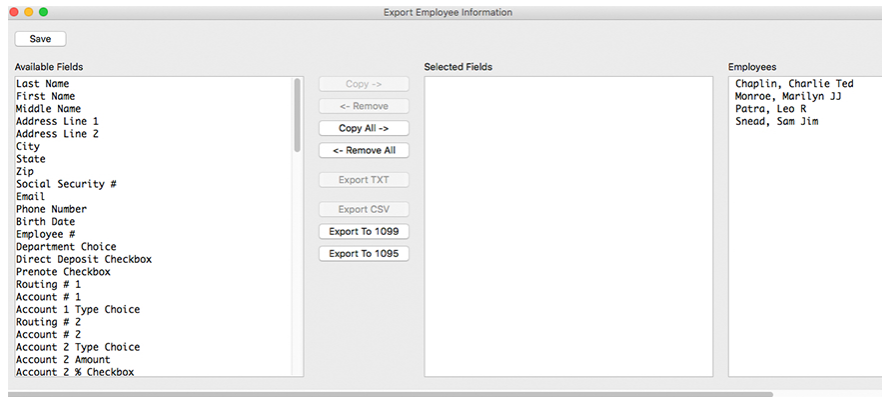 Export Employee Information
Save
Available Fields
Last Name
First Name
Middle Name
Address Line 1
Address Line 2
City
State
Zip
Social Security #
Email
Phone Number
Birth Date
Employee #
Department Choice
Direct Deposit Checkbox
Prenote Checkbox
Routing # 1
Account # 1
Account 1 Type Choice
Routing # 2
Account # 2
Account 2 Type Choice
Account 2 Amount
Account 2 % Checkbox
Copy ->
<- Remove
Copy All ->
<- Remove All
Export TXT
Export CSV
Export To 1099
Export To 1095
Selected Fields
Employees
Chaplin, Charlie Ted
Monroe, Marilyn JJ
Patra, Leo R
Snead, Sam Jim